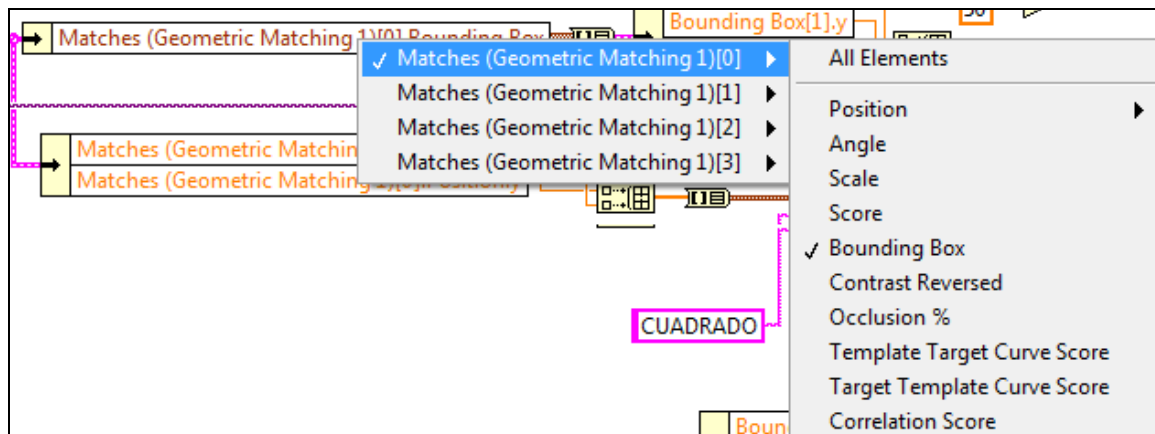 Bounding Box[1].y
50
Matches (Geometric Matching 1)[0].Bounding Box
Matches (Geometric Matching 1)[0]
Matches (Geometric Matching 1)[1]
Matches (Geometric Matching 1)[2]
Matches (Geometric Matching 1)[3]
Matches (Geometric Matchin
Matches (Geometric Matching 1)[0].Position.y
All Elements
Position
Angle
Scale
Score
Bounding Box
Contrast Reversed
Occlusion %
Template Target Curve Score
Target Template Curve Score
Correlation Score
CUADRADO
Boun